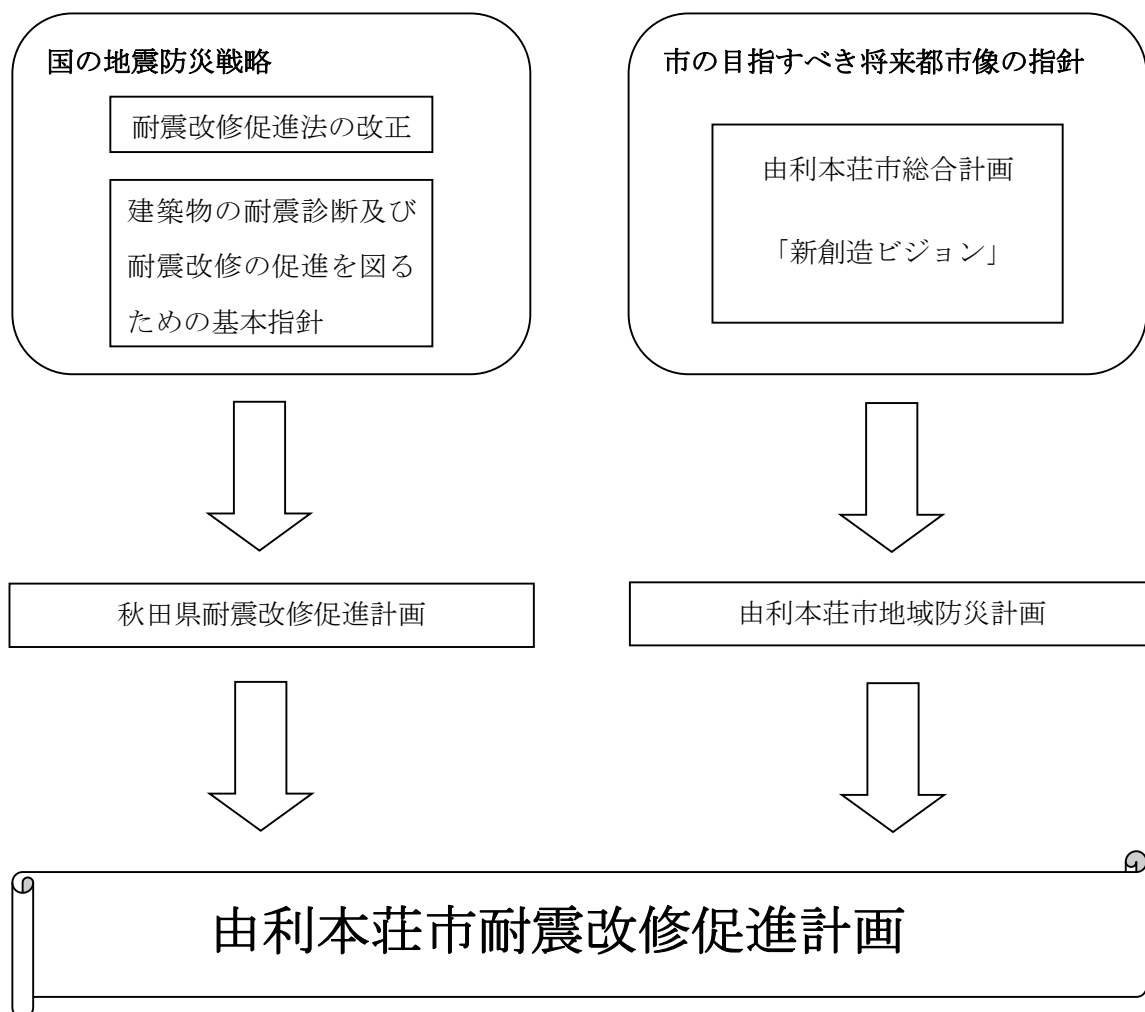 国の地震防災戦略
耐震改修促進法の改正
建築物の耐震診断及び
耐震改修の促進を図る
ための基本指針
市の目指すべき将来都市像の指針
由利本荘市総合計画
「新創造ビジョン」
秋田県耐震改修促進計画
由利本荘市地域防災計画
由利本荘市耐震改修促進計画